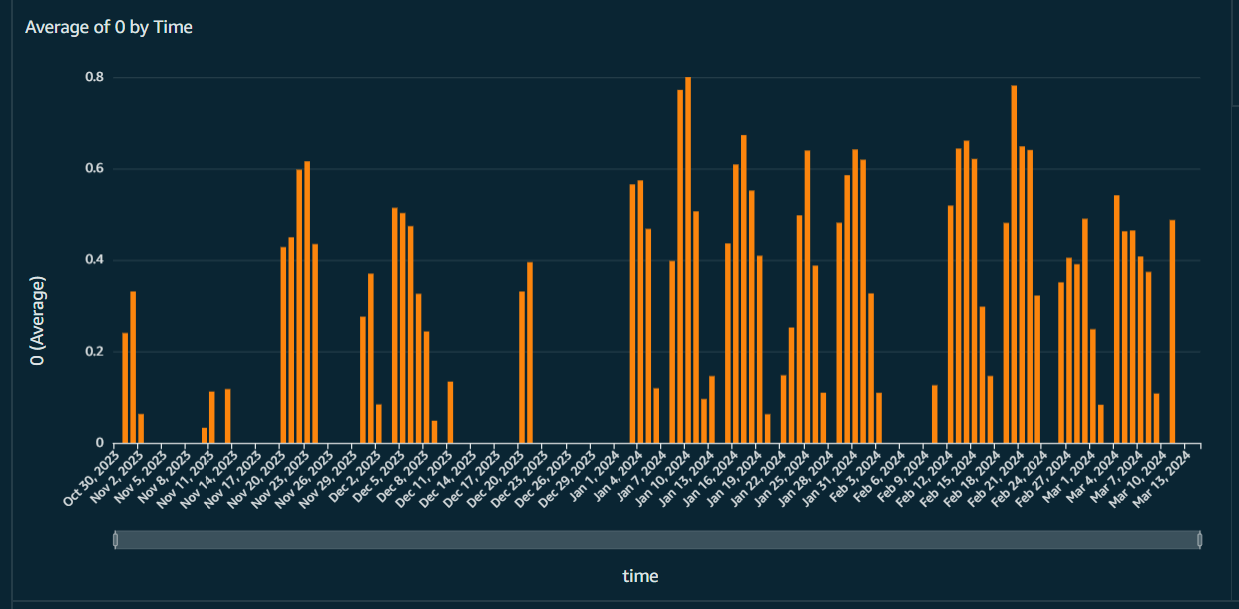 Average of 0 by Time
0.8
0.6
0.4
0.2
0
0 (Average)
Oct 30, 2023
Nov 2, 2023
Nov 5, 2023
Nov 8, 2023
Nov 11, 2023
Nov 14, 2023
Nov 17, 2023
Nov 20, 2023
Nov 23, 2023
Nov 26, 2023
Nov 29, 2023
Dec 2, 2023
Dec 5, 2023
Dec 8, 2023
Dec 11, 2023
Dec 14, 2023
Dec 17, 2023
Dec 20, 2023
Dec 23, 2023
Dec 26, 2023
Dec 29, 2023
Jan 1, 2024
Jan 4, 2024
Jan 7, 2024
Jan 10, 2024
Jan 13, 2024
Jan 16, 2024
Jan 19, 2024
Jan 22, 2024
Jan 25, 2024
Jan 28, 2024
Jan 31, 2024
Feb 3, 2024
Feb 6, 2024
Feb 9, 2024
Feb 12, 2024
Feb 15, 2024
Feb 18, 2024
Feb 21, 2024
Feb 24, 2024
Feb 27, 2024
Mar 1, 2024
Mar 4, 2024
Mar 7, 2024
Mar 10, 2024
Mar 13, 2024
time